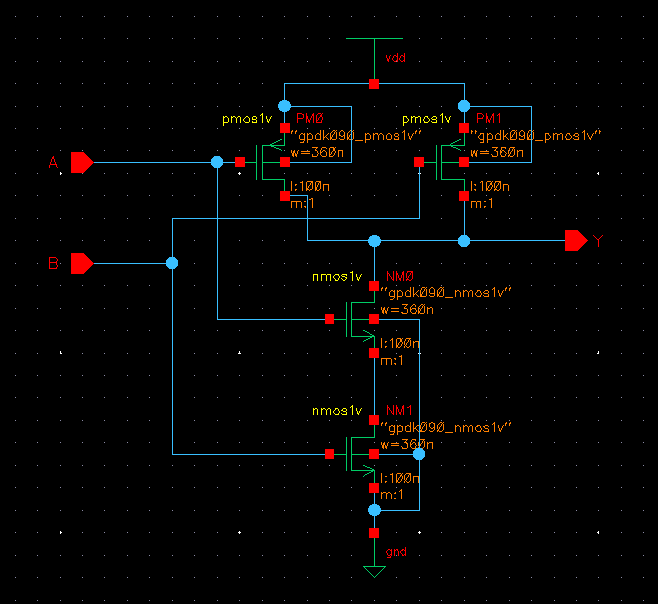 vdd
pmos1v PM0
"gpdk090_pmos1v"
w=360n
l:100n
m:1
pmos1v PM1
"gpdk090_pmos1v"
w=360n
l:100n
m:1
A
B
Y
nmos1v NM0
"gpdk090_nmos1v"
w=360n
l:100n
m:1
nmos1v NM1
"gpdk090_nmos1v"
w=360n
l:100n
m:1
gnd